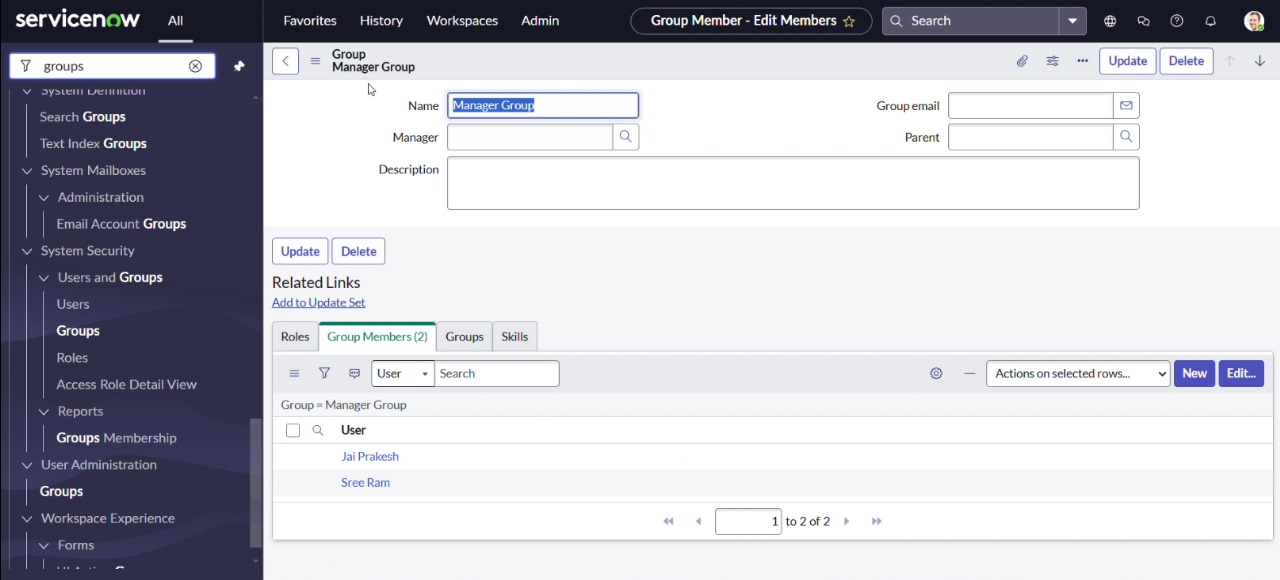 servicenow
All
Favorites
History
Workspaces
Admin
Group Member - Edit Members
Search
groups
System Definition
Search Groups
Text Index Groups
System Mailboxes
Administration
Email Account Groups
System Security
Users and Groups
Users
Groups
Roles
Access Role Detail View
Reports
Groups Membership
User Administration
Groups
Workspace Experience
Forms
Group
Manager Group
Update
Delete
Name
Manager Group
Group email
Manager
Parent
Description
Update
Delete
Related Links
Add to Update Set
Roles
Group Members (2)
Groups
Skills
User
Search
Actions on selected rows...
New
Edit...
Group = Manager Group
User
Jai Prakesh
Sree Ram
1 to 2 of 2